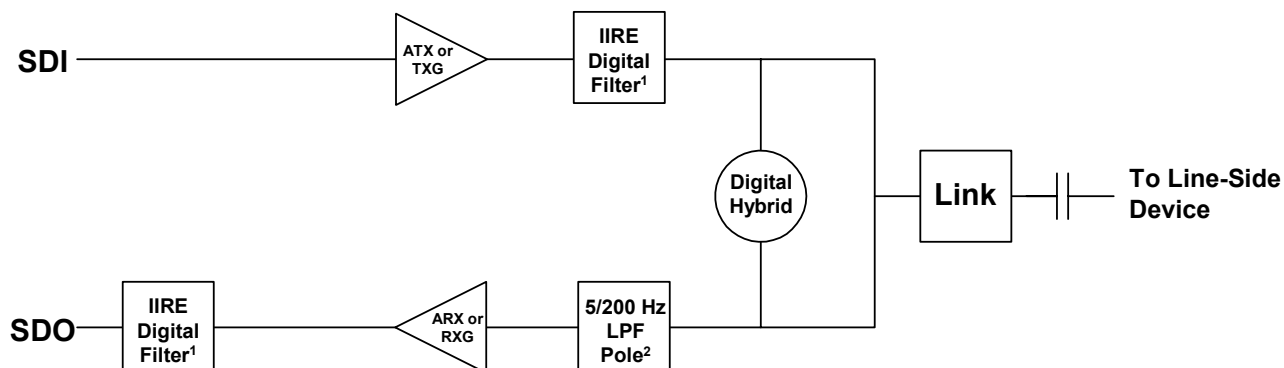 SDI
ATX or
TXG
IIRE
Digital
Filter¹
Digital
Hybrid
Link
To Line-Side
Device
SDO
IIRE
Digital
Filter¹
ARX or
RXG
5/200 Hz
LPF
Pole²